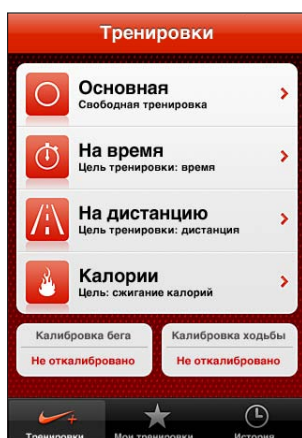 Тренировки
Основная
Свободная тренировка
На время
Цель тренировки: время
На дистанцию
Цель тренировки: дистанция
Калории
Цель: сжигание калорий
Калибровка бега
Калибровка ходьбы
Не откалибровано
Не откалибровано
Тренировки
Мои тренировки
История